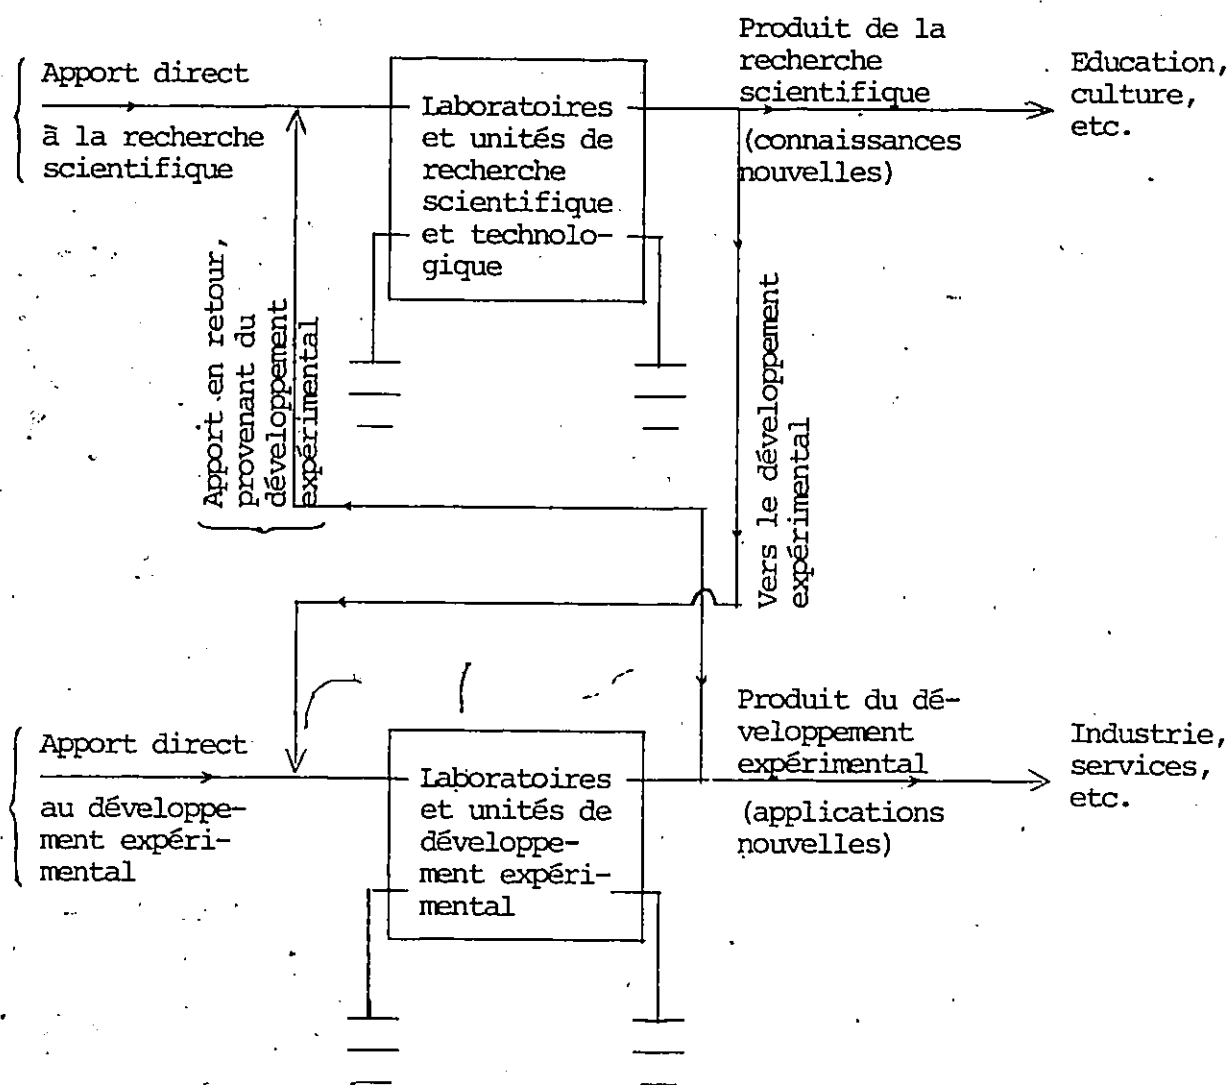 Apport direct
à la recherche
scientifique
Laboratoires
et unités de
recherche
scientifique
et technolo-
gique
Produit de la
recherche
scientifique
(connaissances
nouvelles)
Education,
culture,
etc.
Apport en retour,
provenant du
développement
expérimental
Vers le développement
expérimental
Apport direct
au développe-
ment expéri-
mental
Laboratoires
et unités de
développe-
ment expéri-
mental
Produit du dé-
veloppement
expérimental
(applications
nouvelles)
Industrie,
services,
etc.